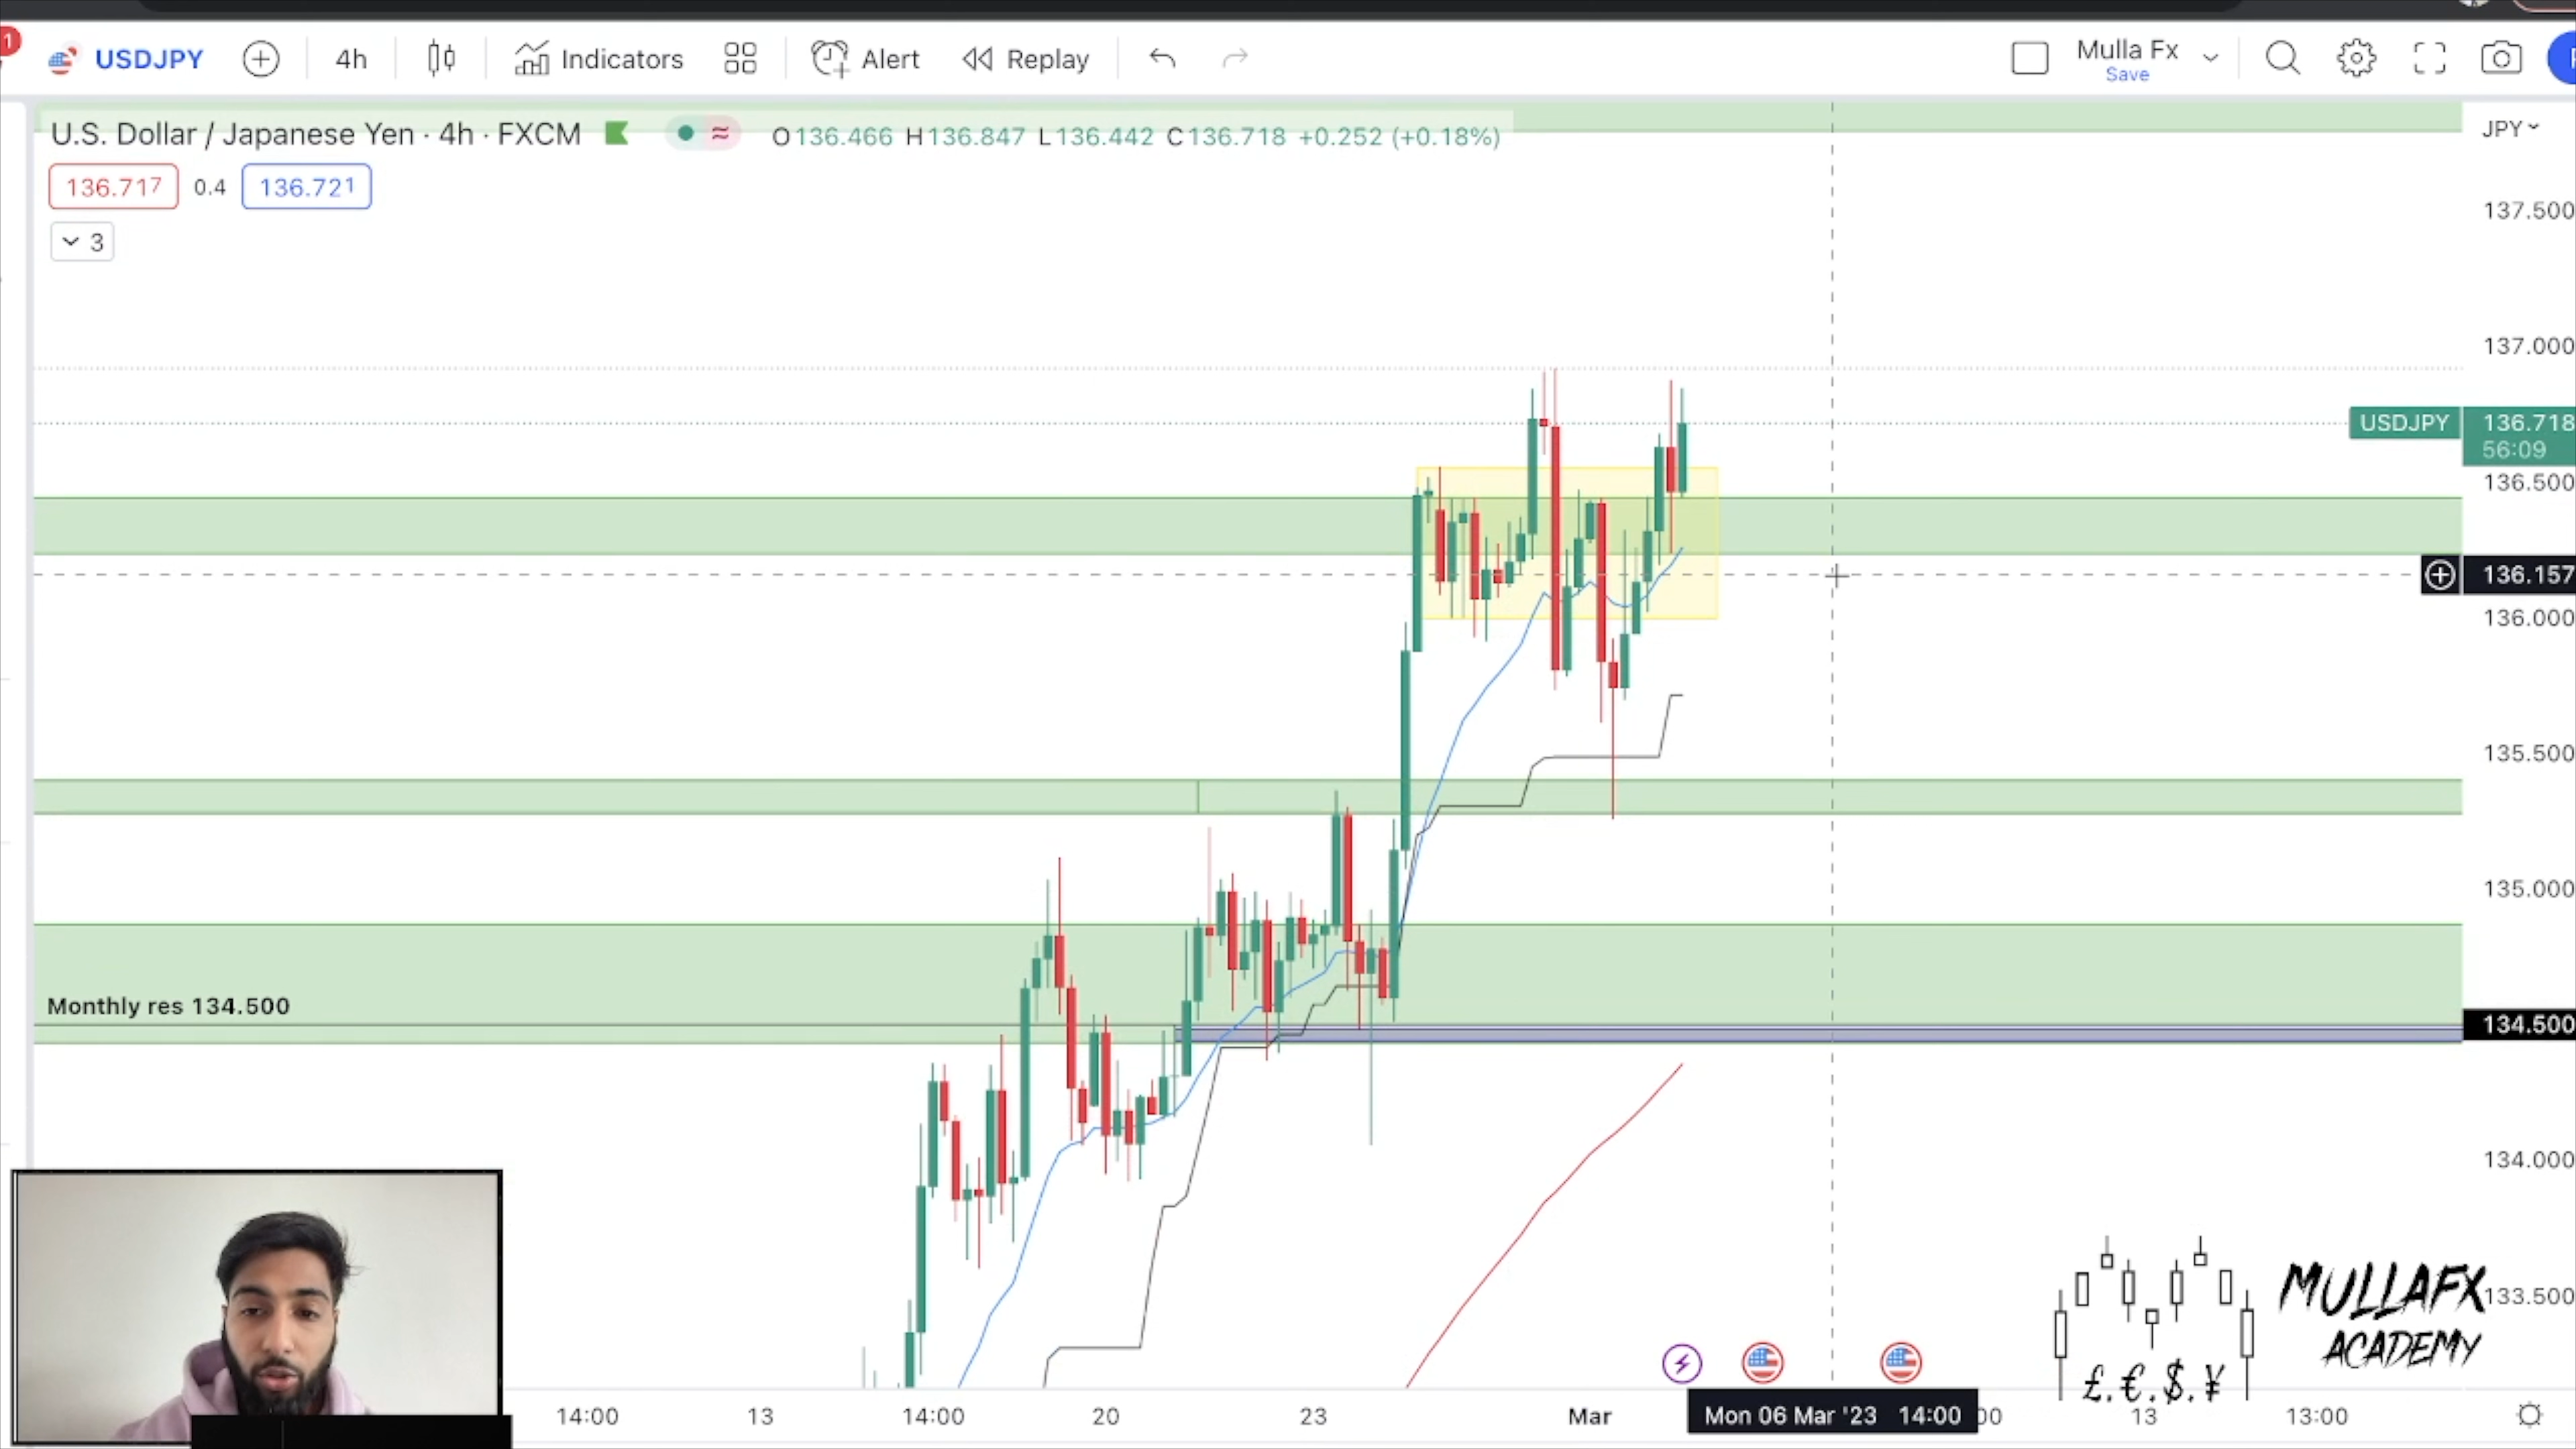 1
USDJPY 4h Indicators Alert Replay Mulla Fx
Save
U.S. Dollar / Japanese Yen · 4h · FXCM O136.466 H136.847 L136.442 C136.718 +0.252 (+0.18%)
JPY
136.717 0.4 136.721
3
137.500
137.000
USDJPY 136.718
56:09
136.500
136.157
136.000
135.500
135.000
Monthly res 134.500
134.500
134.000
133.500
MULLAFX
ACADEMY
£.€.$.¥
14:00 13 14:00 20 23 Mar Mon 06 Mar '23 14:00 00 13 13:00